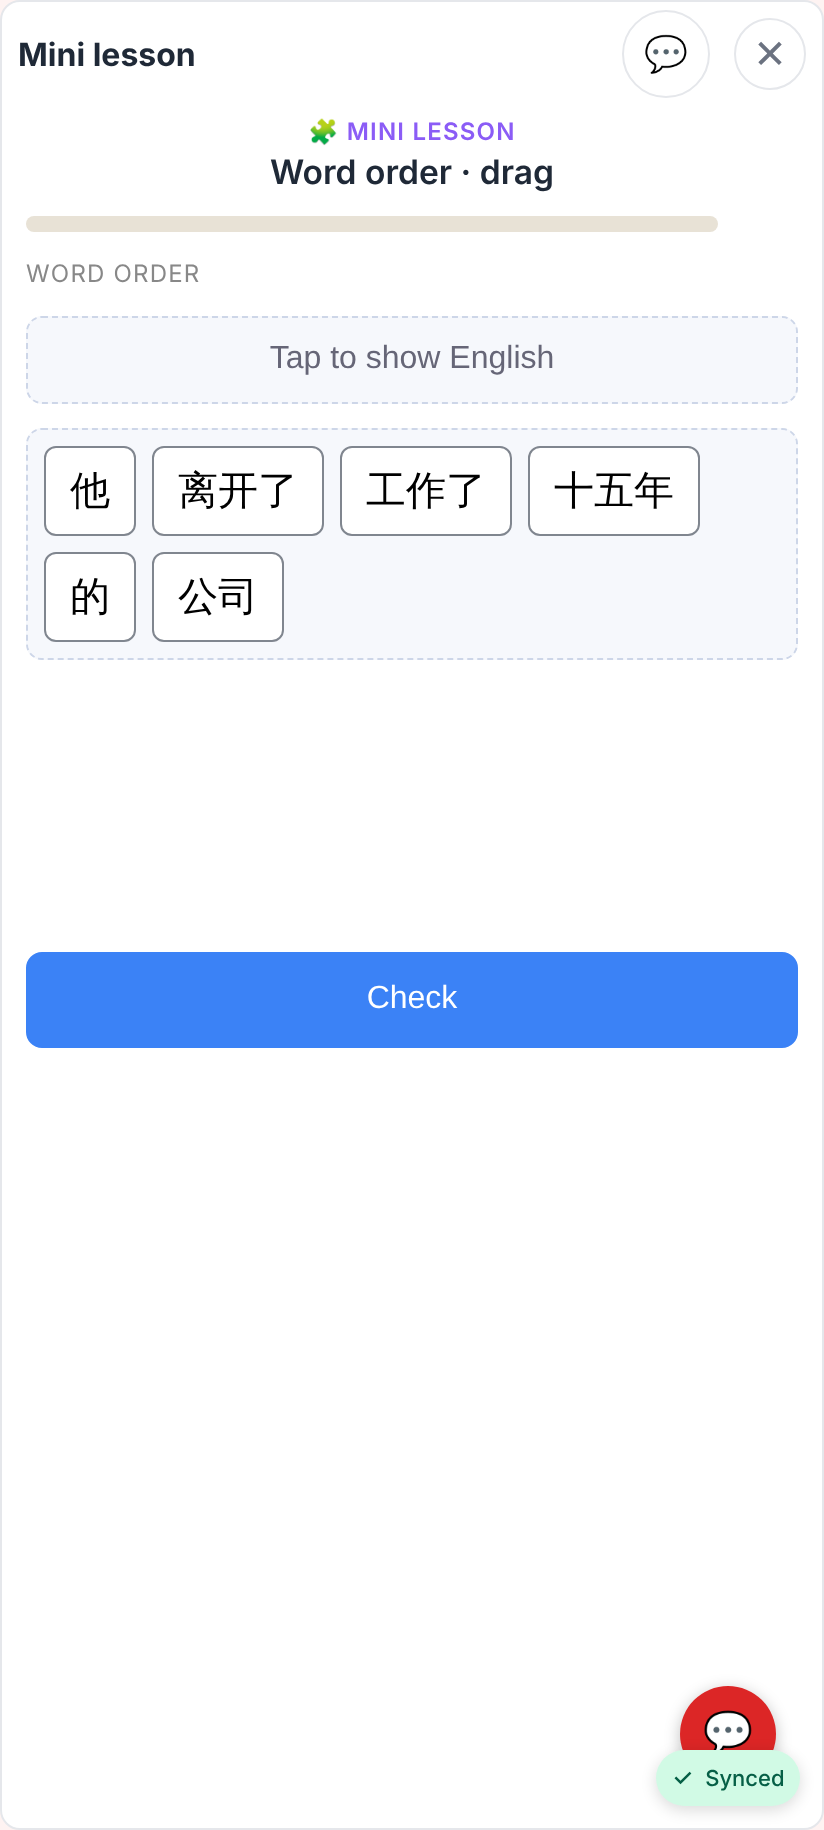 Mini lesson
MINI LESSON
Word order · drag
WORD ORDER
Tap to show English
他 离开了 工作了 十五年
的 公司
Check
Synced